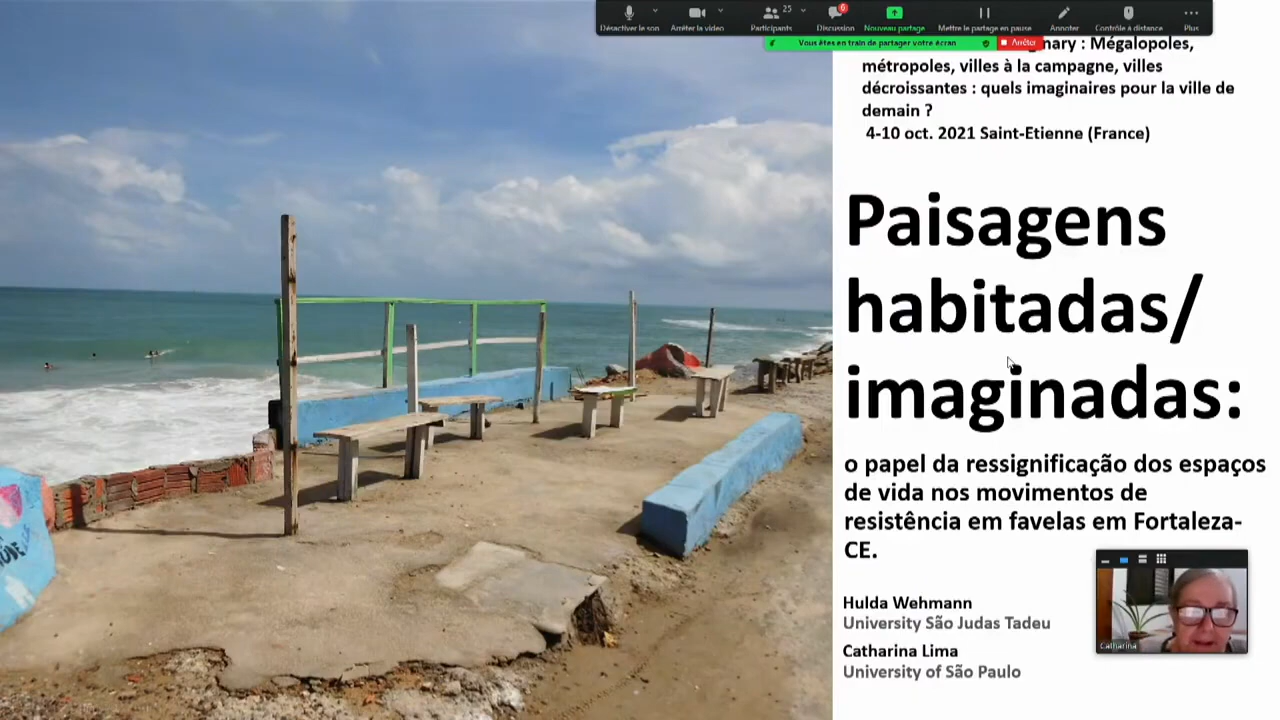 Désactiver le son
Arrêter la vidéo
25
Participants
6
Discussion
Nouveau partage
Mettre le partage en pause
Annoter
Contrôle à distance
Plus
Vous êtes en train de partager votre écran
Arrêter
: Mégalopoles,
métropoles, villes à la campagne, villes
décroissantes : quels imaginaires pour la ville de
demain ?
4-10 oct. 2021 Saint-Etienne (France)
Paisagens
habitadas/
imaginadas:
o papel da ressignificação dos espaços
de vida nos movimentos de
resistência em favelas em Fortaleza-
CE.
Hulda Wehmann
University São Judas Tadeu
Catharina Lima
University of São Paulo
Catharina